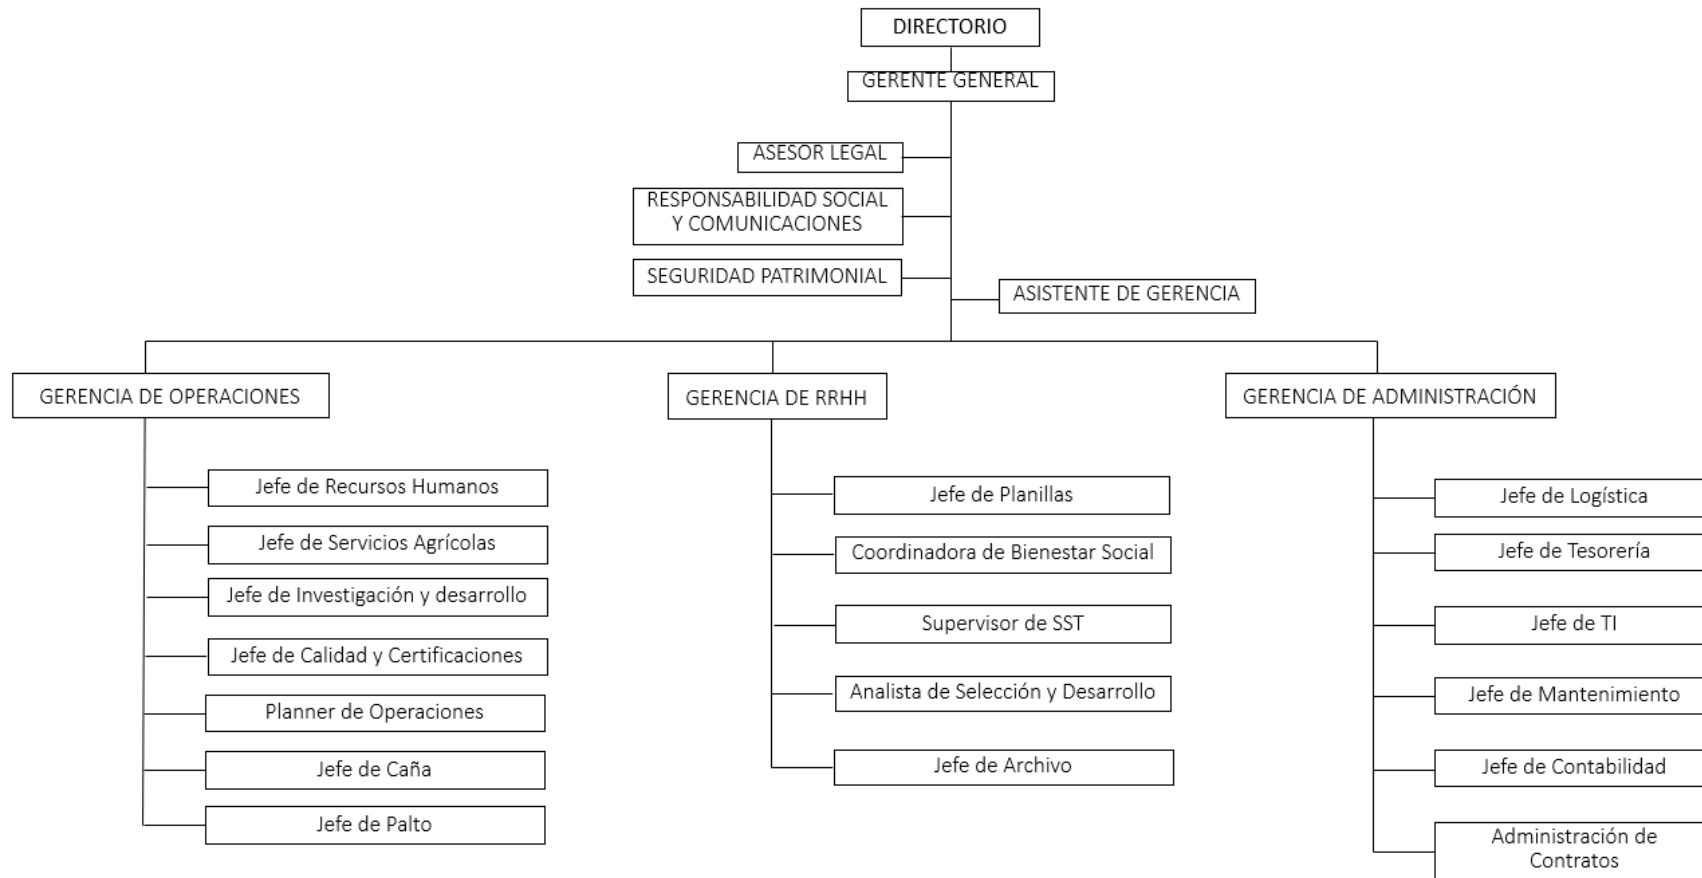 DIRECTORIO
GERENTE GENERAL
ASESOR LEGAL
RESPONSABILIDAD SOCIAL
Y COMUNICACIONES
SEGURIDAD PATRIMONIAL
ASISTENTE DE GERENCIA
GERENCIA DE OPERACIONES
Jefe de Recursos Humanos
Jefe de Servicios Agrícolas
Jefe de Investigación y desarrollo
Jefe de Calidad y Certificaciones
Planner de Operaciones
Jefe de Caña
Jefe de Palto
GERENCIA DE RRHH
Jefe de Planillas
Coordinadora de Bienestar Social
Supervisor de SST
Analista de Selección y Desarrollo
Jefe de Archivo
GERENCIA DE ADMINISTRACIÓN
Jefe de Logística
Jefe de Tesorería
Jefe de TI
Jefe de Mantenimiento
Jefe de Contabilidad
Administración de
Contratos